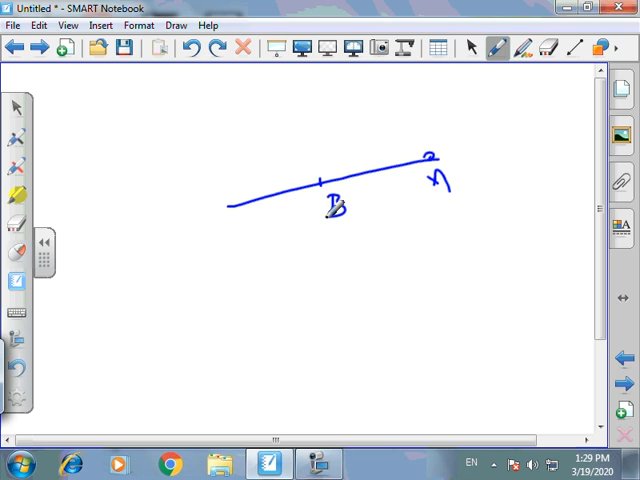 Untitled * - SMART Notebook
File Edit View Insert Format Draw Help
A
B
EN
1:29 PM
3/19/2020